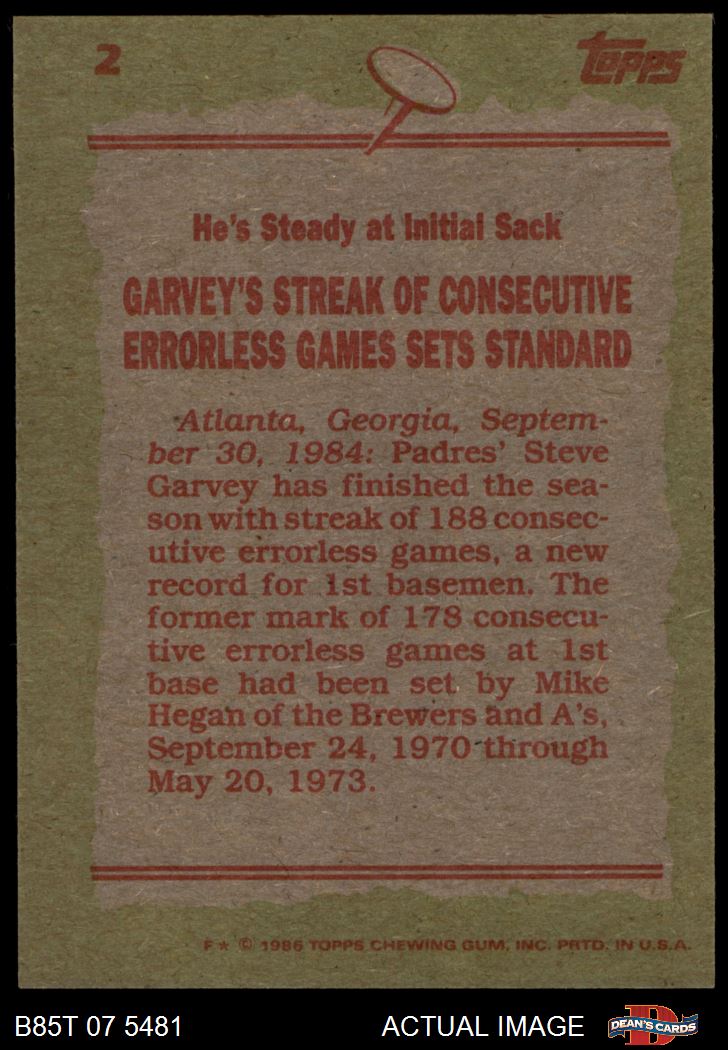 2
topps
He's Steady at Initial Sack
GARVEY'S STREAK OF CONSECUTIVE
ERRORLESS GAMES SETS STANDARD
Atlanta, Georgia, Septem-
ber 30, 1984: Padres' Steve
Garvey has finished the sea-
son with streak of 188 consec-
utive errorless games, a new
record for 1st basemen. The
former mark of 178 consecu-
tive errorless games at 1st
base had been set by Mike
Hegan of the Brewers and A's,
September 24, 1970 through
May 20, 1973.
F * © 1986 TOPPS CHEWING GUM, INC. PRTD. IN U.S.A.
B85T 07 5481
ACTUAL IMAGE
D
DEAN'S CARDS